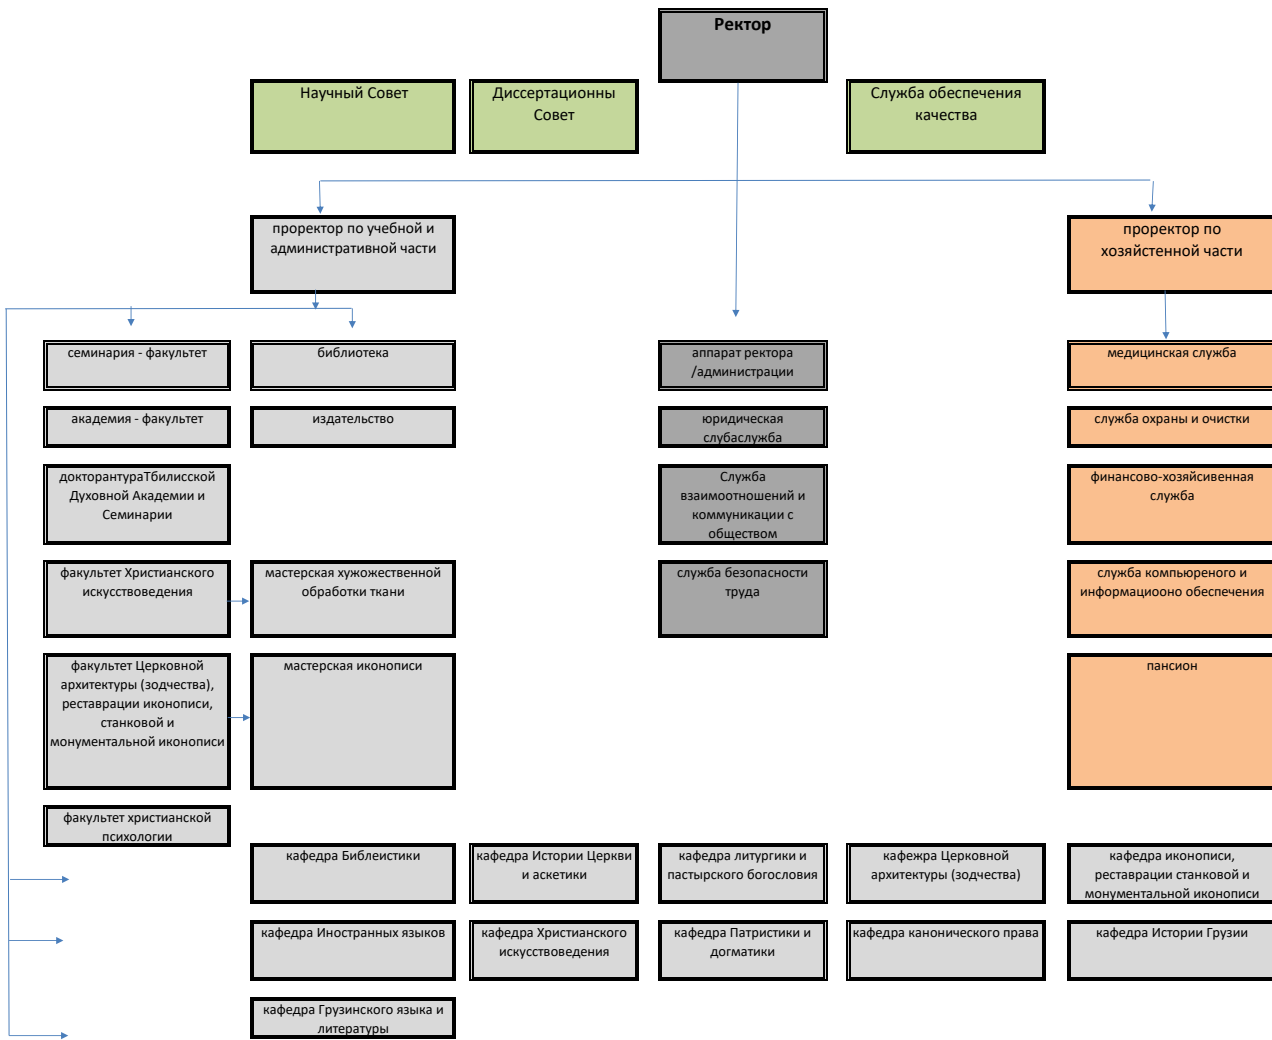 Ректор
Научный Совет
Диссертационны
Совет
Служба обеспечения
качества
проректор по учебной и
административной части
проректор по
хозяйстенной части
семинария - факультет
библиотека
аппарат ректора
/администрации
медицинская служба
академия - факультет
издательство
юридическая
слубаслужба
служба охраны и очистки
докторантураТбилисской
Духовной Академии и
Семинарии
Служба
взаимоотношений и
коммуникации с
обществом
финансово-хозяйсивенная
служба
факультет Христианского
искусствоведения
мастерская хужожественной
обработки ткани
служба безопасности
труда
служба компьюреного и
информациооно обеспечения
факультет Церковной
архитектуры (зодчества),
реставрации иконописи,
станковой и
монументальной иконописи
мастерская иконописи
пансион
факультет христианской
психологии
кафедра Библеистики
кафедра Истории Церкви
и аскетики
кафедра литургики и
пастырского богословия
кафежра Церковной
архитектуры (зодчества)
кафедра иконописи,
реставрации станковой и
монументальной иконописи
кафедра Иностранных языков
кафедра Христианского
искусствоведения
кафедра Патристики и
догматики
кафедра канонического права
кафедра Истории Грузии
кафедра Грузинского языка и
литературы